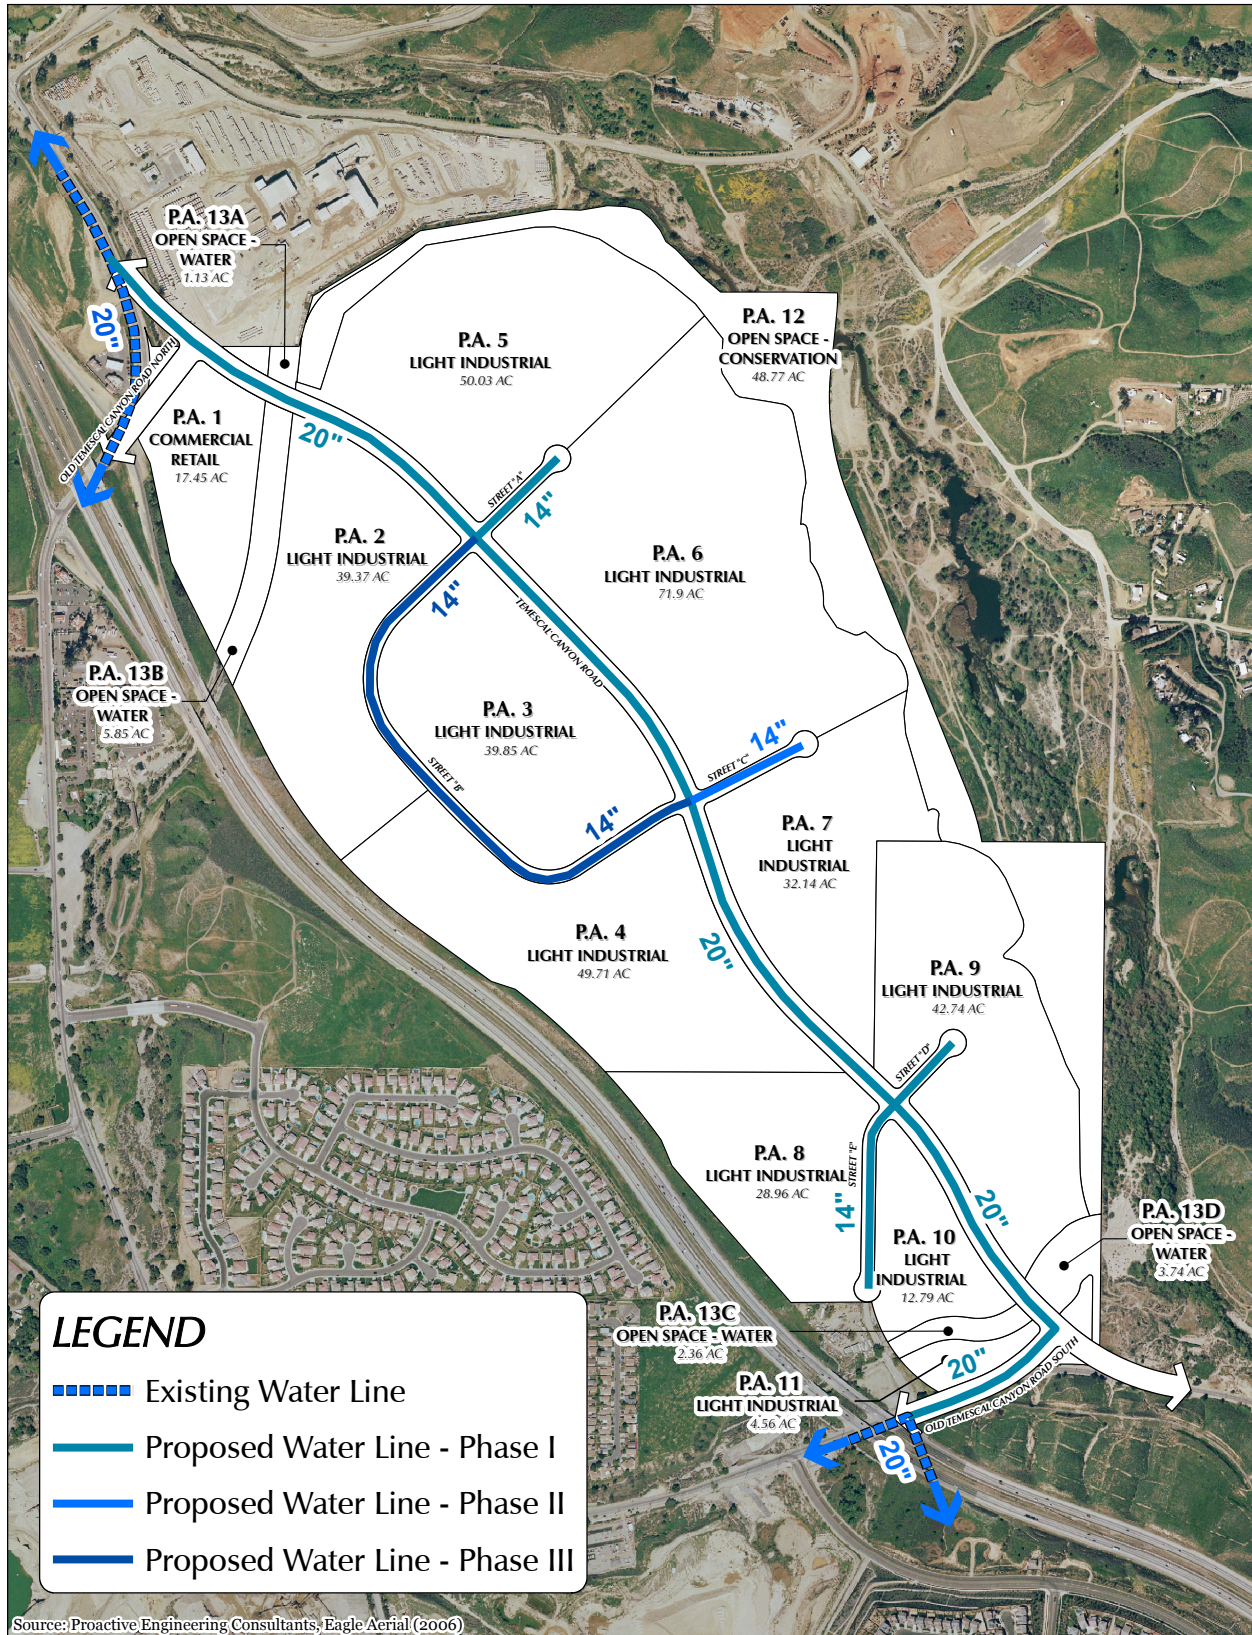 P.A. 13A
OPEN SPACE -
WATER
1.13 AC
20"
OLD TEMESCAL CANYON ROAD NORTH
P.A. 1
COMMERCIAL
RETAIL
17.45 AC
P.A. 5
LIGHT INDUSTRIAL
50.03 AC
P.A. 12
OPEN SPACE -
CONSERVATION
48.77 AC
20"
STREET "A"
14"
P.A. 2
LIGHT INDUSTRIAL
39.37 AC
14"
P.A. 6
LIGHT INDUSTRIAL
71.9 AC
TEMESCAL CANYON ROAD
P.A. 13B
OPEN SPACE -
WATER
5.85 AC
P.A. 3
LIGHT INDUSTRIAL
39.85 AC
STREET "B"
14"
STREET "C"
14"
P.A. 7
LIGHT
INDUSTRIAL
32.14 AC
P.A. 4
LIGHT INDUSTRIAL
49.71 AC
20"
P.A. 9
LIGHT INDUSTRIAL
42.74 AC
STREET "D"
P.A. 8
LIGHT INDUSTRIAL
28.96 AC
STREET "E"
14"
20"
P.A. 10
LIGHT
INDUSTRIAL
12.79 AC
P.A. 13D
OPEN SPACE -
WATER
3.74 AC
P.A. 13C
OPEN SPACE - WATER
2.36 AC
20"
P.A. 11
LIGHT INDUSTRIAL
4.56 AC
OLD TEMESCAL CANYON ROAD SOUTH
20"
LEGEND
Existing Water Line
Proposed Water Line - Phase I
Proposed Water Line - Phase II
Proposed Water Line - Phase III
Source: Proactive Engineering Consultants, Eagle Aerial (2006)